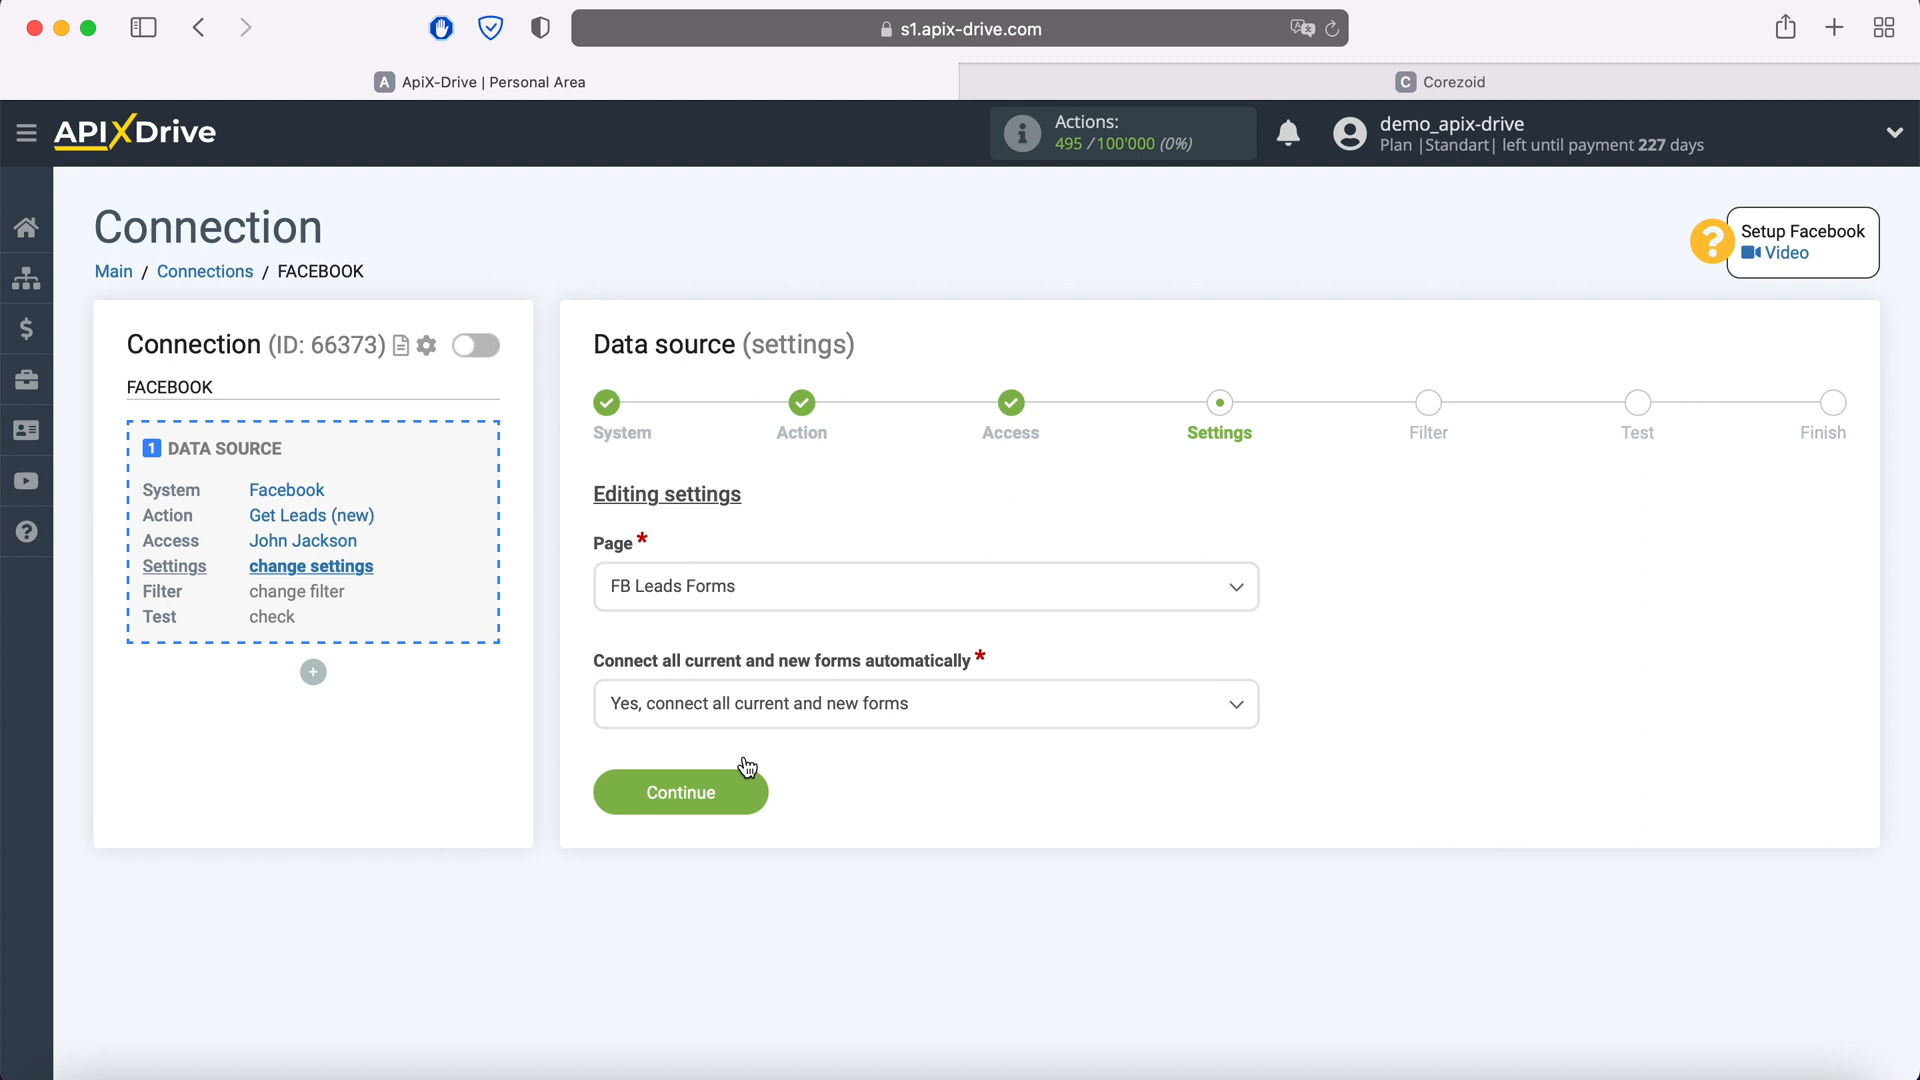 s1.apix-drive.com
A ApiX-Drive | Personal Area
C Corezoid
APIXDrive
Actions:
495 / 100'000 (0%)
demo_apix-drive
Plan |Standart| left until payment 227 days
Connection
Main / Connections / FACEBOOK
Setup Facebook
Video
Connection (ID: 66373)
FACEBOOK
1 DATA SOURCE
System Facebook
Action Get Leads (new)
Access John Jackson
Settings change settings
Filter change filter
Test check
+
Data source (settings)
System Action Access Settings Filter Test Finish
Editing settings
Page *
FB Leads Forms
Connect all current and new forms automatically *
Yes, connect all current and new forms
Continue